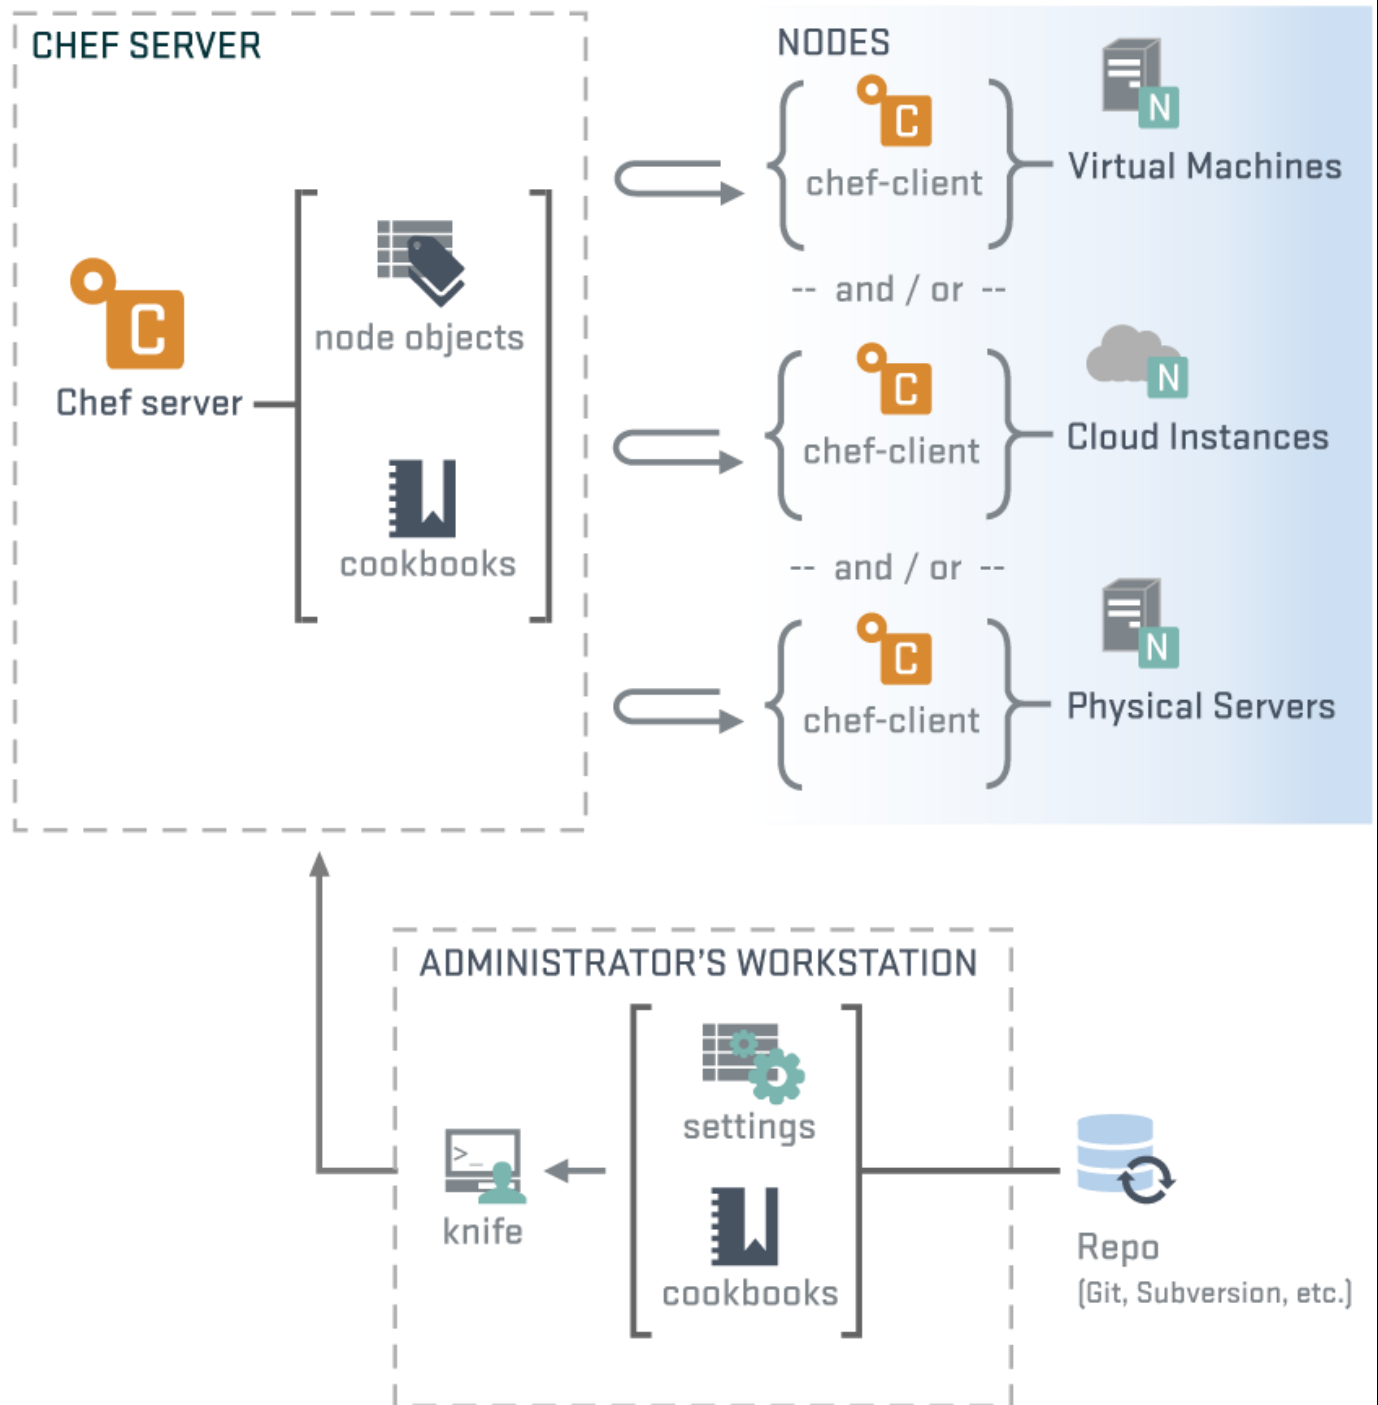 CHEF SERVER
C
Chef server
node objects
cookbooks
NODES
C
chef-client
N
Virtual Machines
-- and / or --
C
chef-client
N
Cloud Instances
-- and / or --
C
chef-client
N
Physical Servers
ADMINISTRATOR'S WORKSTATION
>_
knife
settings
cookbooks
Repo
(Git, Subversion, etc.)